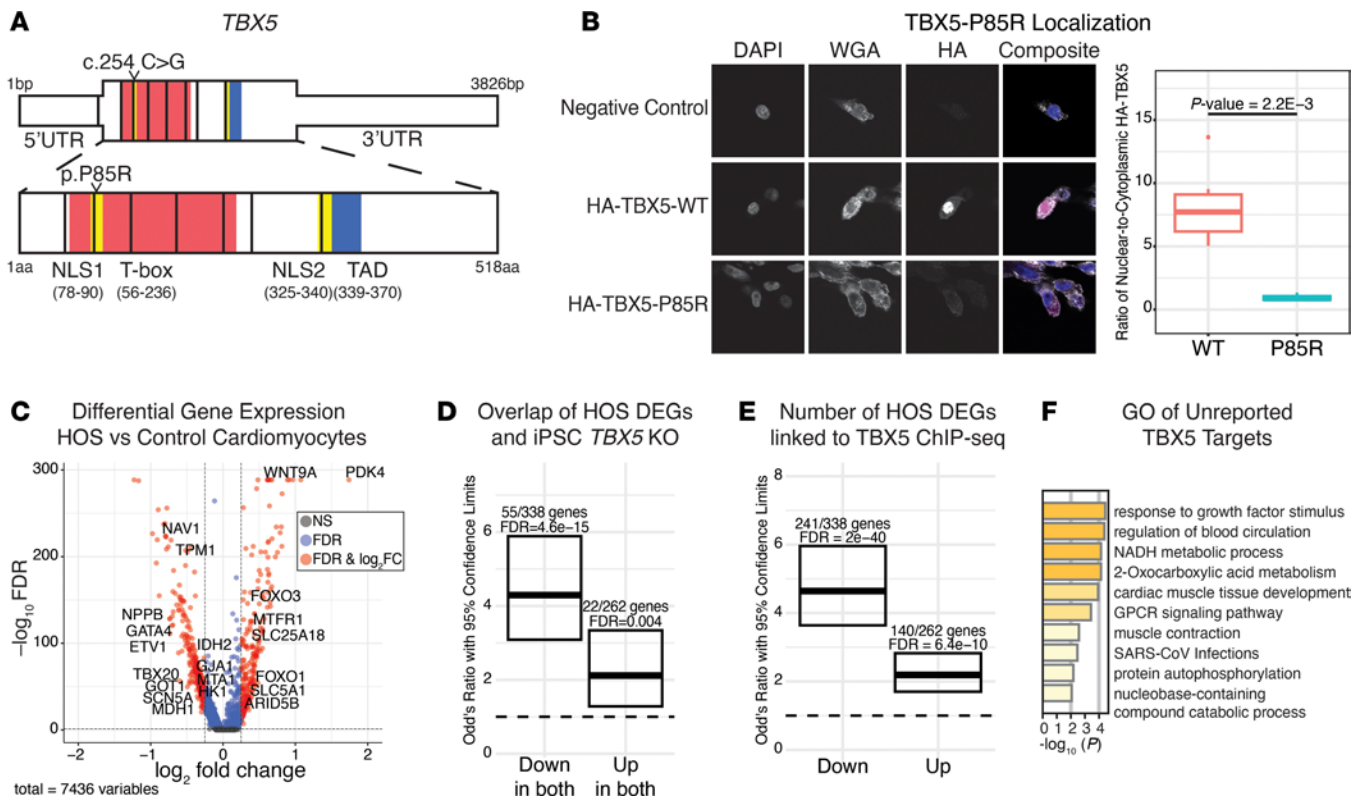 A
TBX5
c.254 C>G
1bp
3826bp
5'UTR
3'UTR
p.P85R
1aa
518aa
NLS1
T-box
NLS2
TAD
(78-90)
(56-236)
(325-340)
(339-370)
B
TBX5-P85R Localization
DAPI
WGA
HA
Composite
Negative Control
HA-TBX5-WT
HA-TBX5-P85R
Ratio of Nuclear-to-Cytoplasmic HA-TBX5
P-value = 2.2E−3
15
10
5
0
WT
P85R
C
Differential Gene Expression
HOS vs Control Cardiomyocytes
−log10 FDR
300
200
100
0
WNT9A
PDK4
NAV1
TPM1
NS
FDR
FDR & log2FC
FOXO3
NPPB
MTFR1
GATA4
SLC25A18
ETV1
IDH2
GJA1
TBX20
MTA1
FOXO1
GOT1
HK1
SLC5A1
SCN5A
ARID5B
MDH1
−2
−1
0
1
2
log2 fold change
total = 7436 variables
D
Overlap of HOS DEGs
and iPSC TBX5 KO
Odd's Ratio with 95% Confidence Limits
6
4
2
0
55/338 genes
FDR=4.6e−15
22/262 genes
FDR=0.004
Down
in both
Up
in both
E
Number of HOS DEGs
linked to TBX5 ChIP-seq
Odd's Ratio with 95% Confidence Limits
8
6
4
2
0
241/338 genes
FDR = 2e−40
140/262 genes
FDR = 6.4e−10
Down
Up
F
GO of Unreported
TBX5 Targets
response to growth factor stimulus
regulation of blood circulation
NADH metabolic process
2-Oxocarboxylic acid metabolism
cardiac muscle tissue development
GPCR signaling pathway
muscle contraction
SARS-CoV Infections
protein autophosphorylation
nucleobase-containing
compound catabolic process
0 1 2 3 4
-log10 (P)